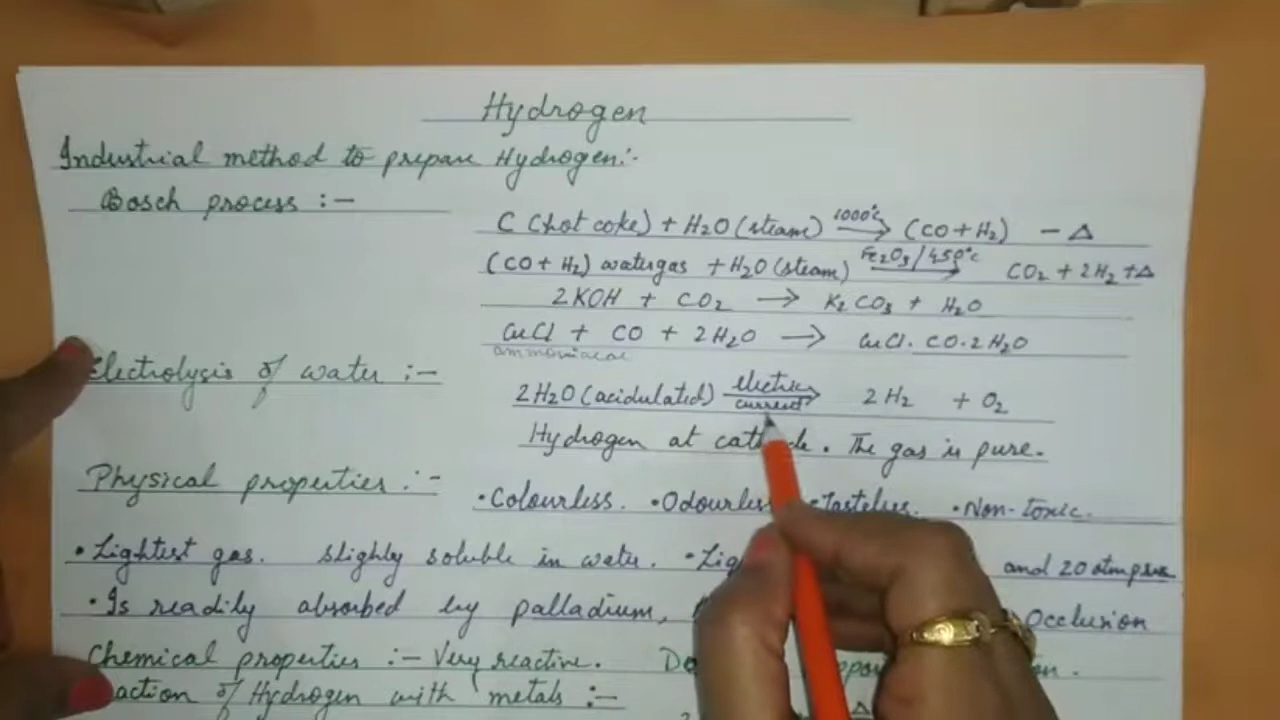 Hydrogen
Industrial method to prepare Hydrogen:-
Bosch process :-
C (hot coke) + H2O (steam) 1000°c → (CO + H2) - Δ
(CO + H2) watergas + H2O (steam) Fe2O3/450°c → CO2 + 2H2 + Δ
2KOH + CO2 → K2CO3 + H2O
CuCl + CO + 2H2O → CuCl. CO. 2H2O
ammoniacal
Electrolysis of water :-
2H2O (acidulated) electric current → 2H2 + O2
Hydrogen at cathode. The gas is pure.
Physical properties :-
• Colourless. • Odourless • Tasteless. • Non-toxic.
• Lightest gas. slightly soluble in water. • and 20 atm
• Is readily absorbed by palladium, Occlusion
Chemical properties :- Very reactive.
of Hydrogen with metals :-